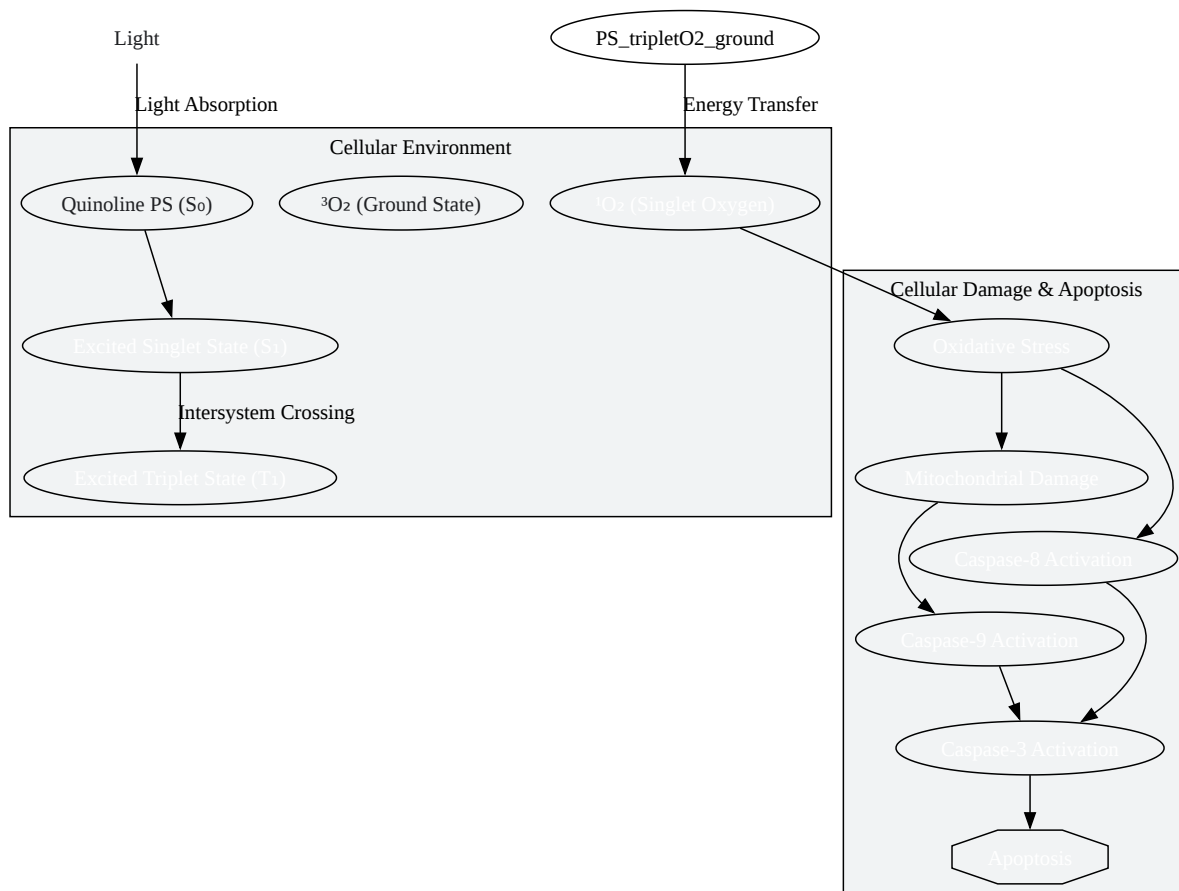 Light
PS_tripletO2_ground
Light Absorption
Energy Transfer
Cellular Environment
Quinoline PS (S₀)
³O₂ (Ground State)
¹O₂ (Singlet Oxygen)
Cellular Damage & Apoptosis
Excited Singlet State (S₁)
Oxidative Stress
Intersystem Crossing
Excited Triplet State (T₁)
Mitochondrial Damage
Caspase-8 Activation
Caspase-9 Activation
Caspase-3 Activation
Apoptosis